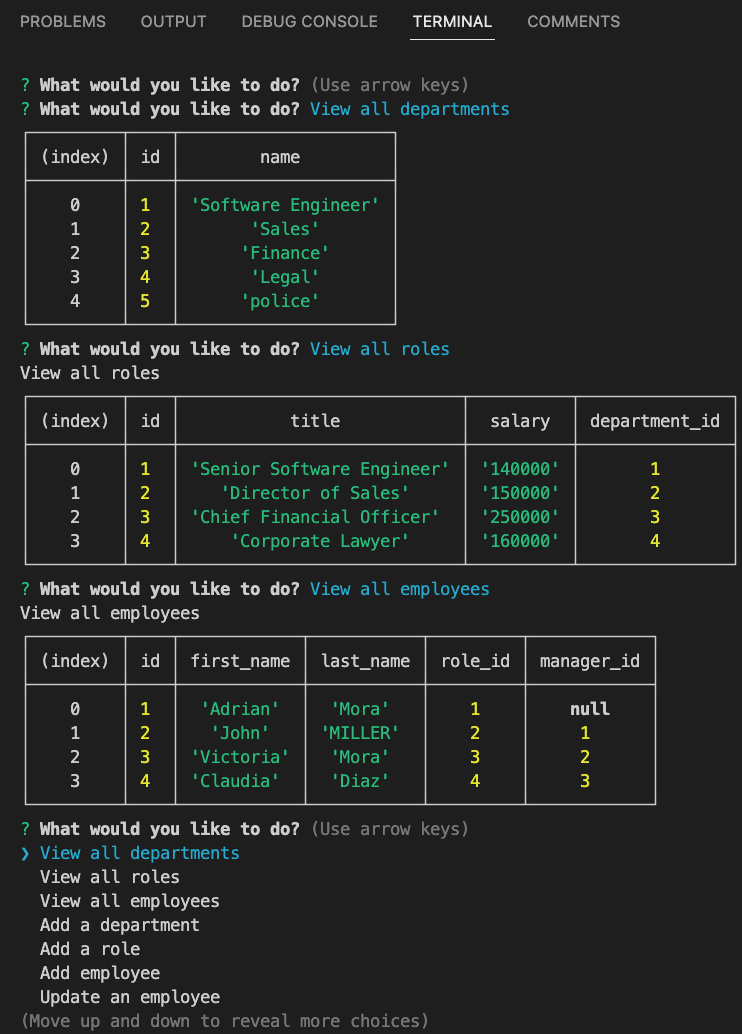 PROBLEMS OUTPUT DEBUG CONSOLE TERMINAL COMMENTS
? What would you like to do? (Use arrow keys)
? What would you like to do? View all departments
(index) id name
0 1 'Software Engineer'
1 2 'Sales'
2 3 'Finance'
3 4 'Legal'
4 5 'police'
? What would you like to do? View all roles
View all roles
(index) id title salary department_id
0 1 'Senior Software Engineer' '140000' 1
1 2 'Director of Sales' '150000' 2
2 3 'Chief Financial Officer' '250000' 3
3 4 'Corporate Lawyer' '160000' 4
? What would you like to do? View all employees
View all employees
(index) id first_name last_name role_id manager_id
0 1 'Adrian' 'Mora' 1 null
1 2 'John' 'MILLER' 2 1
2 3 'Victoria' 'Mora' 3 2
3 4 'Claudia' 'Diaz' 4 3
? What would you like to do? (Use arrow keys)
❯ View all departments
View all roles
View all employees
Add a department
Add a role
Add employee
Update an employee
(Move up and down to reveal more choices)